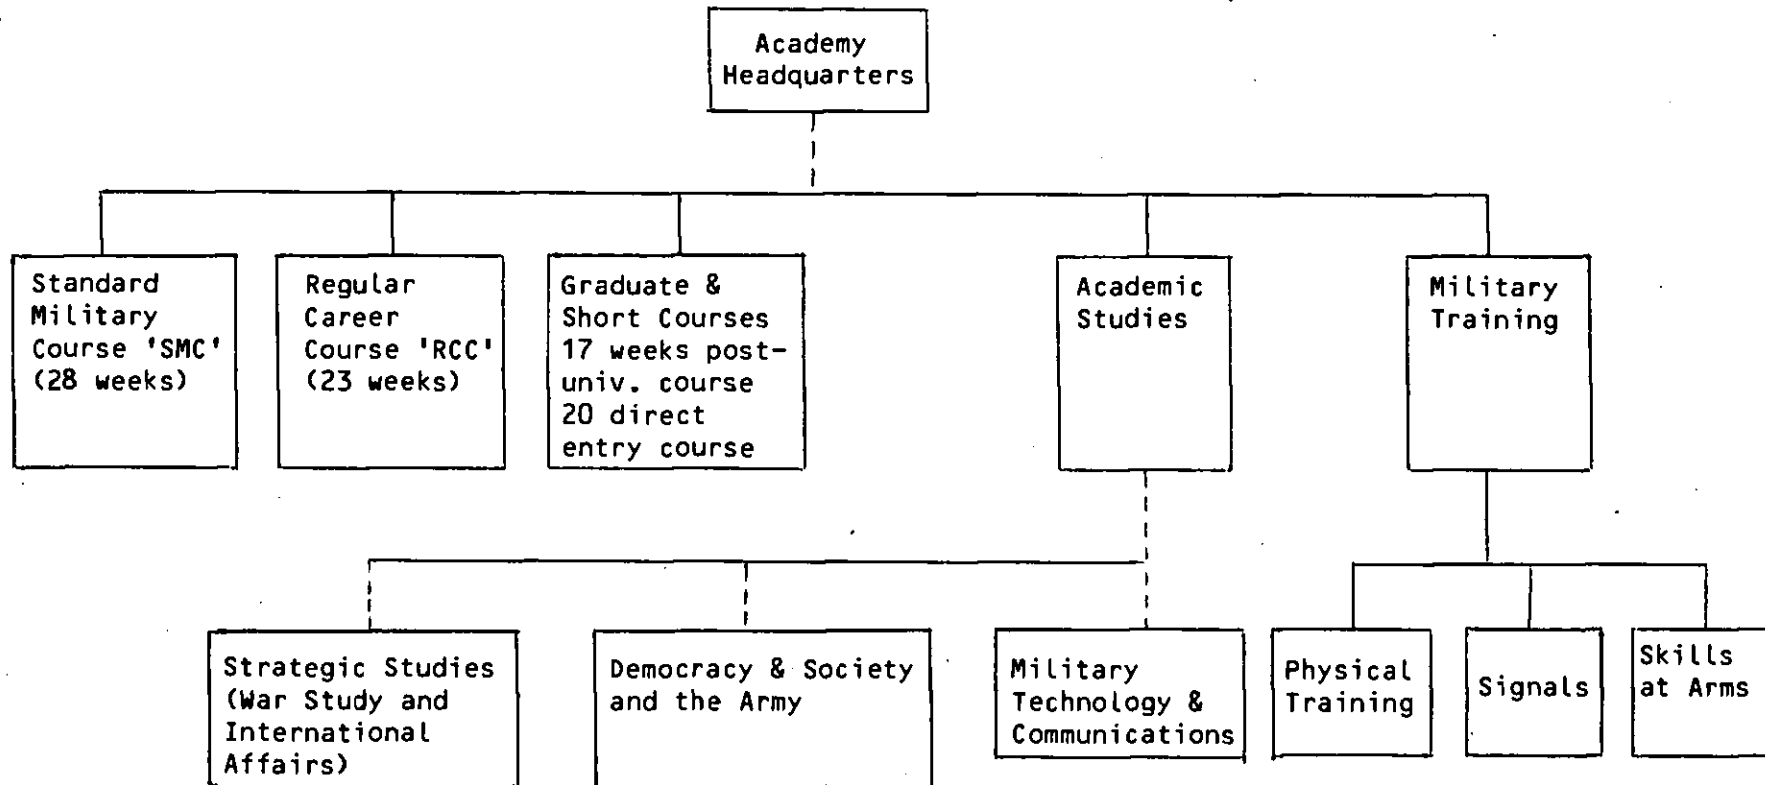 Academy
Headquarters
Standard
Military
Course 'SMC'
(28 weeks)
Regular
Career
Course 'RCC'
(23 weeks)
Graduate &
Short Courses
17 weeks post-
univ. course
20 direct
entry course
Academic
Studies
Military
Training
Strategic Studies
(War Study and
International
Affairs)
Democracy & Society
and the Army
Military
Technology &
Communications
Physical
Training
Signals
Skills
at Arms